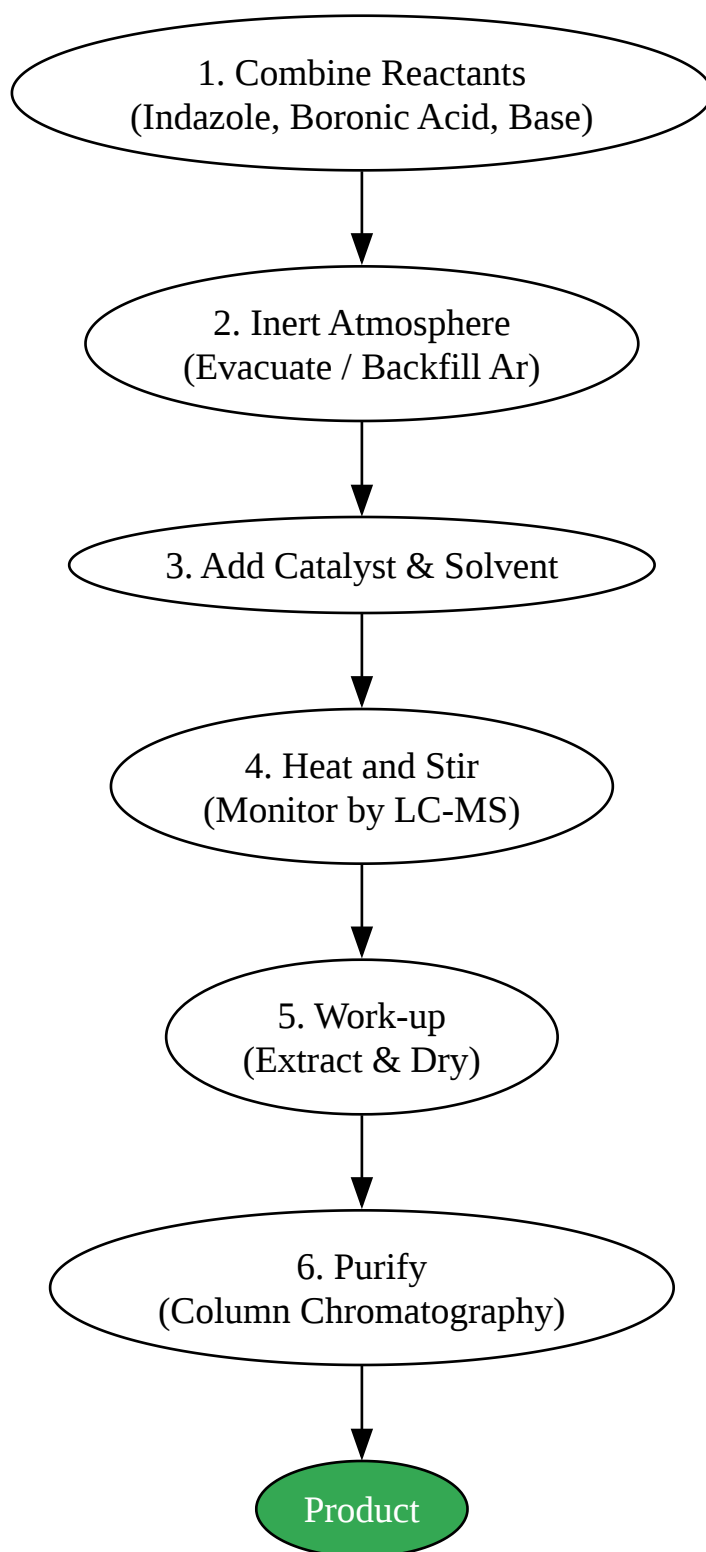 1. Combine Reactants
(Indazole, Boronic Acid, Base)
2. Inert Atmosphere
(Evacuate / Backfill Ar)
3. Add Catalyst & Solvent
4. Heat and Stir
(Monitor by LC-MS)
5. Work-up
(Extract & Dry)
6. Purify
(Column Chromatography)
Product